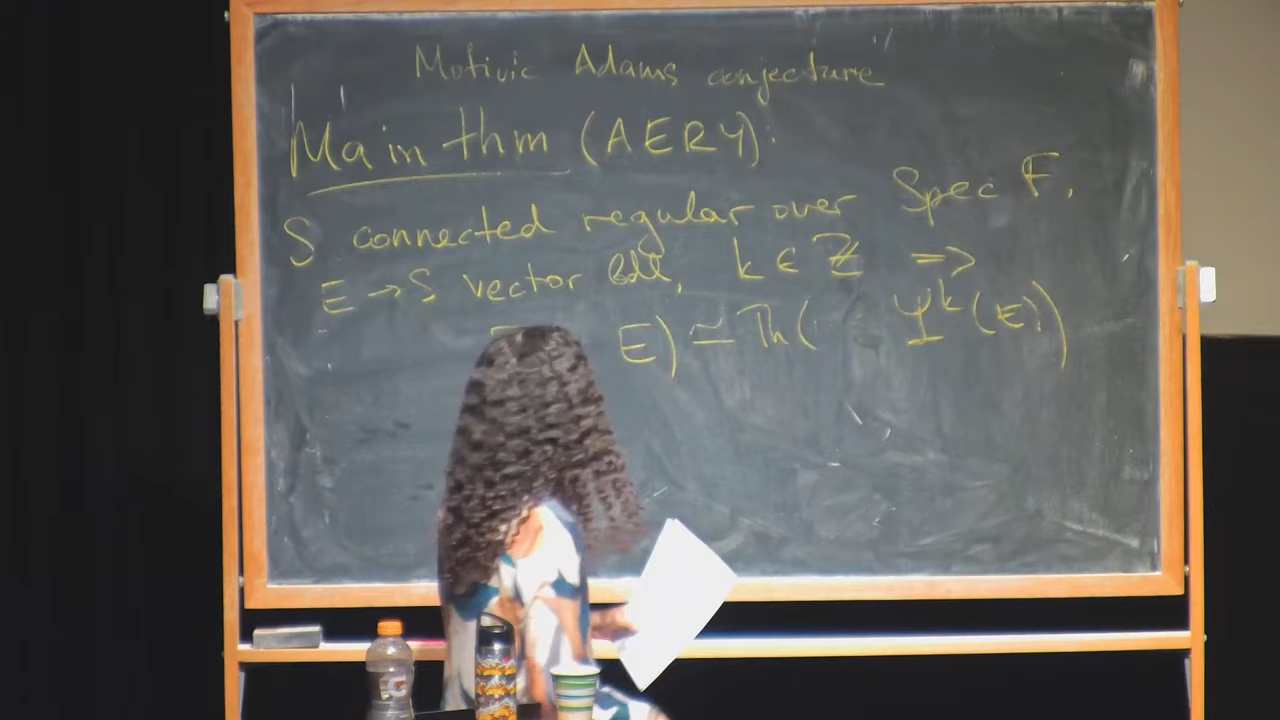 Motivic Adams conjecture
Main thm (AERY):
S connected regular over Spec F,
E → S vector bdl, k ∈ ℤ ⇒
E) ≃ Th( Ψ^k(E))